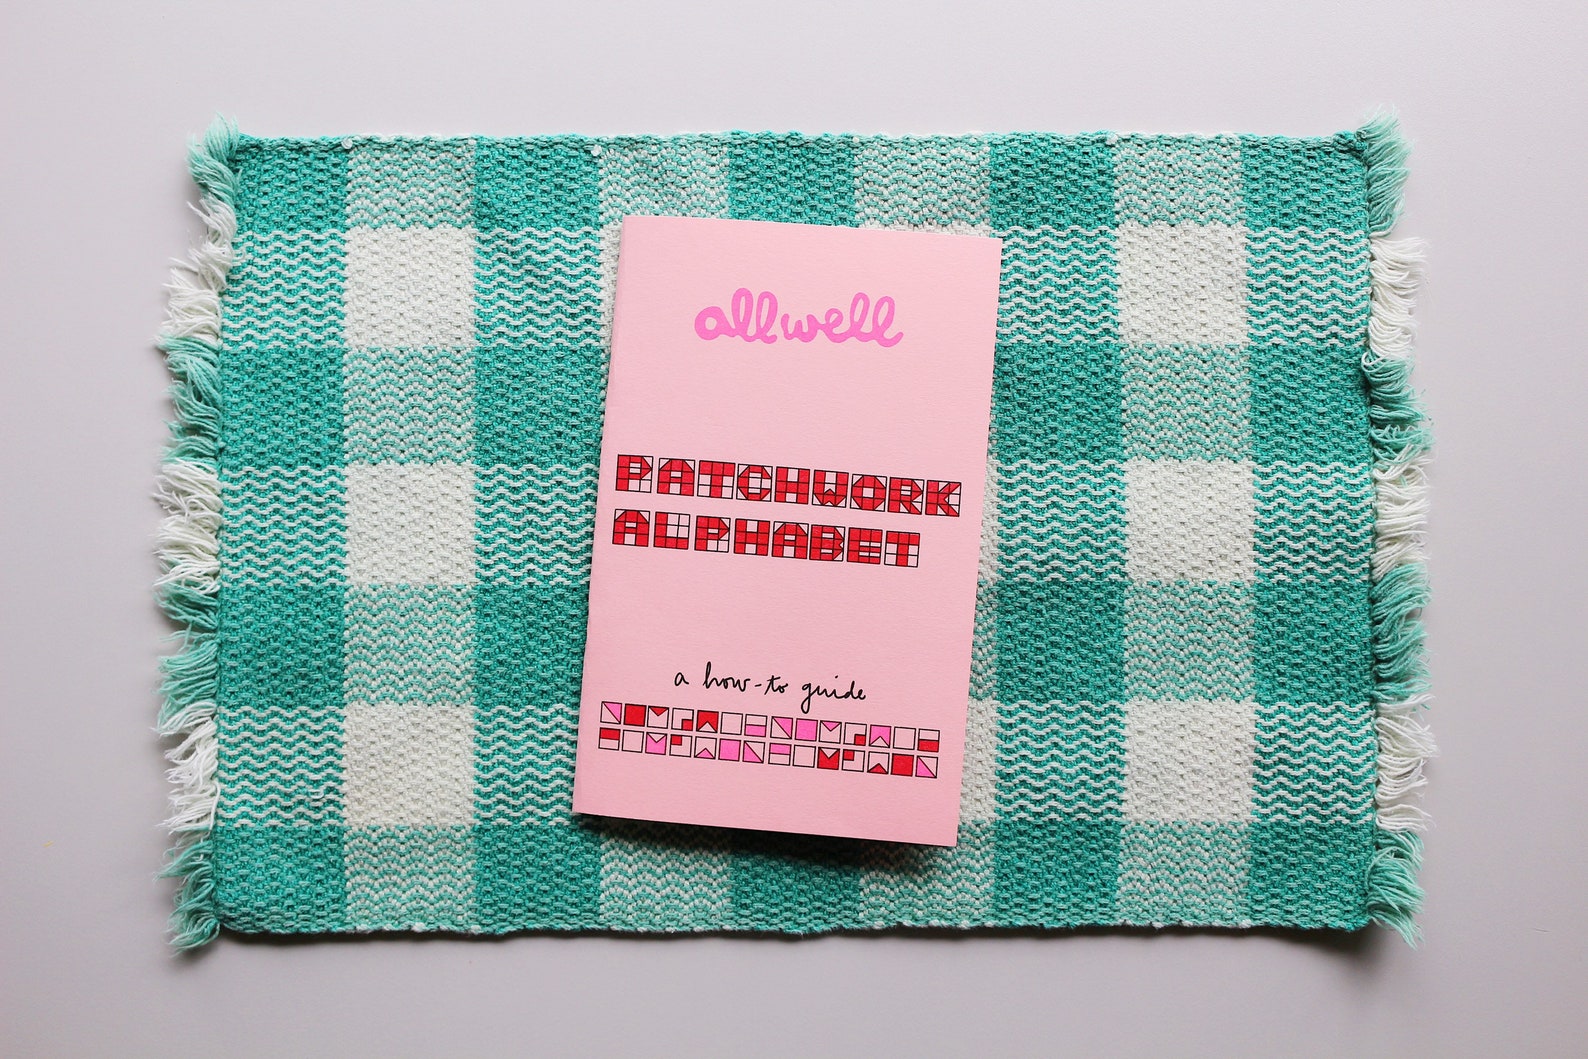 allwell
PATCHWORK
ALPHABET
a how-to guide